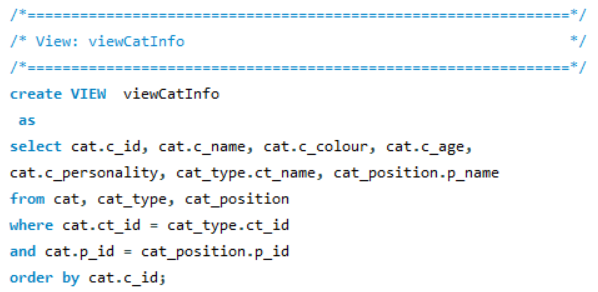 /*==============================================================*/
/* View: viewCatInfo                                            */
/*==============================================================*/
create VIEW  viewCatInfo
 as
select cat.c_id, cat.c_name, cat.c_colour, cat.c_age,
cat.c_personality, cat_type.ct_name, cat_position.p_name
from cat, cat_type, cat_position
where cat.ct_id = cat_type.ct_id
and cat.p_id = cat_position.p_id
order by cat.c_id;